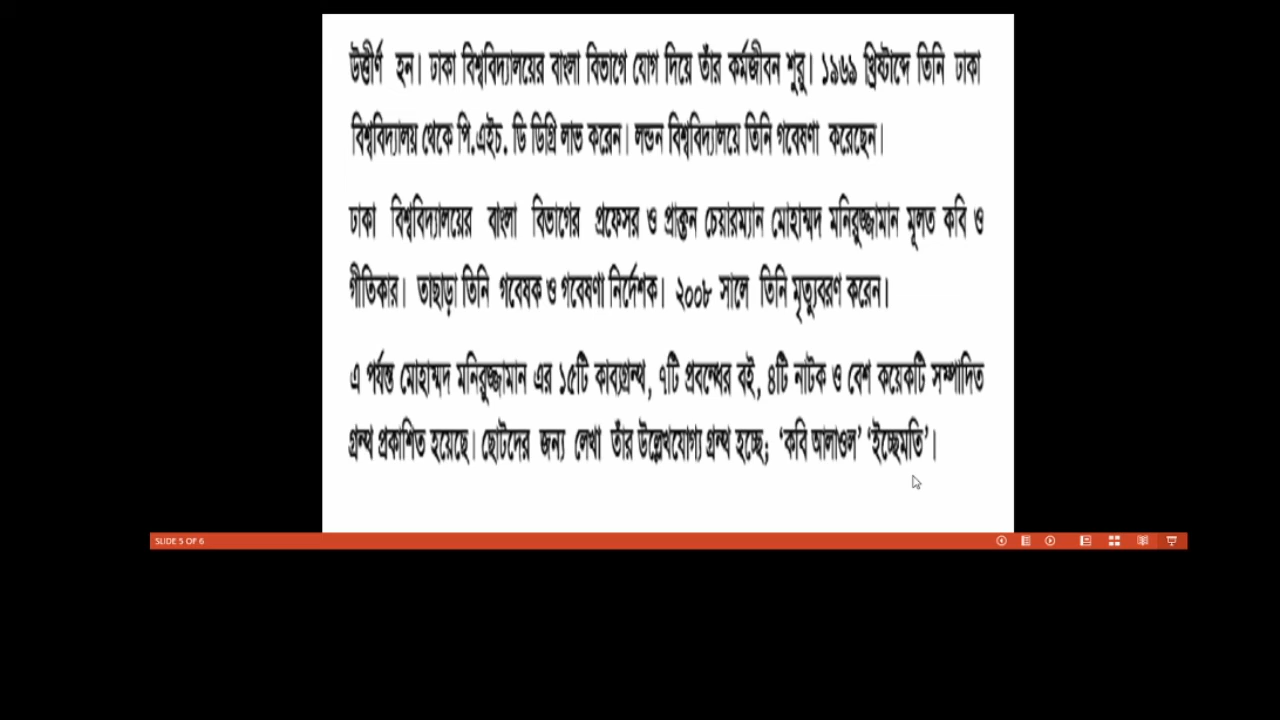 উত্তীর্ণ হন। ঢাকা বিশ্ববিদ্যালয়ের বাংলা বিভাগে যোগ দিয়ে তাঁর কর্মজীবন শুরু। ১৯৬৯ খ্রিষ্টাব্দে তিনি ঢাকা
বিশ্ববিদ্যালয় থেকে পি.এইচ. ডি ডিগ্রি লাভ করেন। লন্ডন বিশ্ববিদ্যালয়ে তিনি গবেষণা করেছেন।
ঢাকা বিশ্ববিদ্যালয়ের বাংলা বিভাগের প্রফেসর ও প্রাক্তন চেয়ারম্যান মোহাম্মদ মনিরুজ্জামান মূলত কবি ও
গীতিকার। তাছাড়া তিনি গবেষক ও গবেষণা নির্দেশক। ২০০৮ সালে তিনি মৃত্যুবরণ করেন।
এ পর্যন্ত মোহাম্মদ মনিরুজ্জামান এর ১৫টি কাব্যগ্রন্থ, ৭টি প্রবন্ধের বই, ৪টি নাটক ও বেশ কয়েকটি সম্পাদিত
গ্রন্থ প্রকাশিত হয়েছে। ছোটদের জন্য লেখা তাঁর উল্লেখযোগ্য গ্রন্থ হচ্ছে; ‘কবি আলাওল’ ‘ইচ্ছেমতি’।
SLIDE 5 OF 6